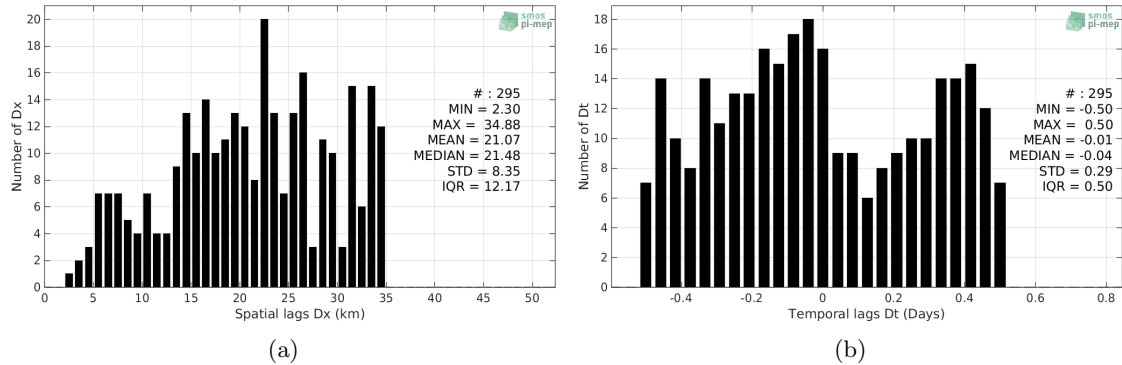 20
18
16
14
12
10
8
6
4
2
0
Number of Dx
0 5 10 15 20 25 30 35 40 45 50
Spatial lags Dx (km)
smos
pi-mep
# : 295
MIN = 2.30
MAX = 34.88
MEAN = 21.07
MEDIAN = 21.48
STD = 8.35
IQR = 12.17
(a)
18
16
14
12
10
8
6
4
2
0
Number of Dt
-0.4 -0.2 0 0.2 0.4 0.6 0.8
Temporal lags Dt (Days)
smos
pi-mep
# : 295
MIN = -0.50
MAX = 0.50
MEAN = -0.01
MEDIAN = -0.04
STD = 0.29
IQR = 0.50
(b)